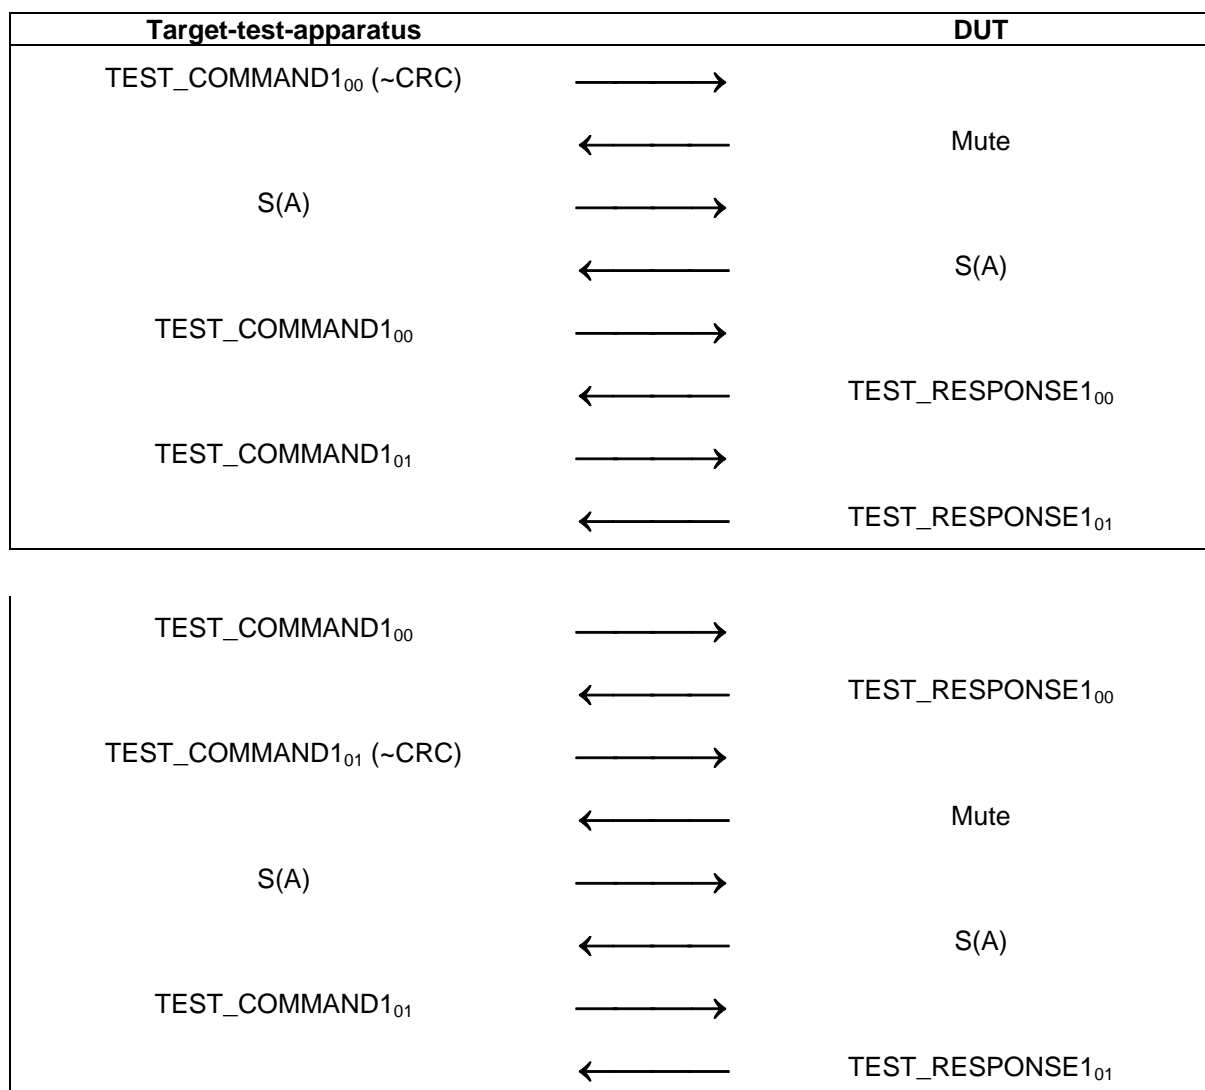 Target-test-apparatus DUT
TEST_COMMAND1₀₀ (~CRC)
Mute
S(A)
S(A)
TEST_COMMAND1₀₀
TEST_RESPONSE1₀₀
TEST_COMMAND1₀₁
TEST_RESPONSE1₀₁
TEST_COMMAND1₀₀
TEST_RESPONSE1₀₀
TEST_COMMAND1₀₁ (~CRC)
Mute
S(A)
S(A)
TEST_COMMAND1₀₁
TEST_RESPONSE1₀₁